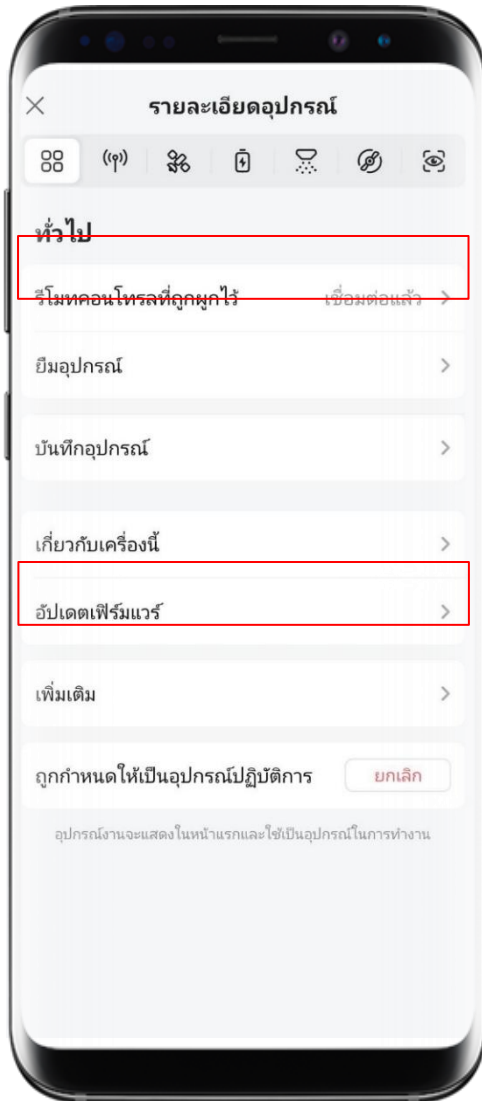 รายละเอียดอุปกรณ์
ทั่วไป
รีโมทคอนโทรลที่ถูกผูกไว้ เชื่อมต่อแล้ว
ยืมอุปกรณ์
บันทึกอุปกรณ์
เกี่ยวกับเครื่องนี้
อัปเดตเฟิร์มแวร์
เพิ่มเติม
ถูกกำหนดให้เป็นอุปกรณ์ปฏิบัติการ ยกเลิก
อุปกรณ์งานจะแสดงในหน้าแรกและใช้เป็นอุปกรณ์ในการทำงาน